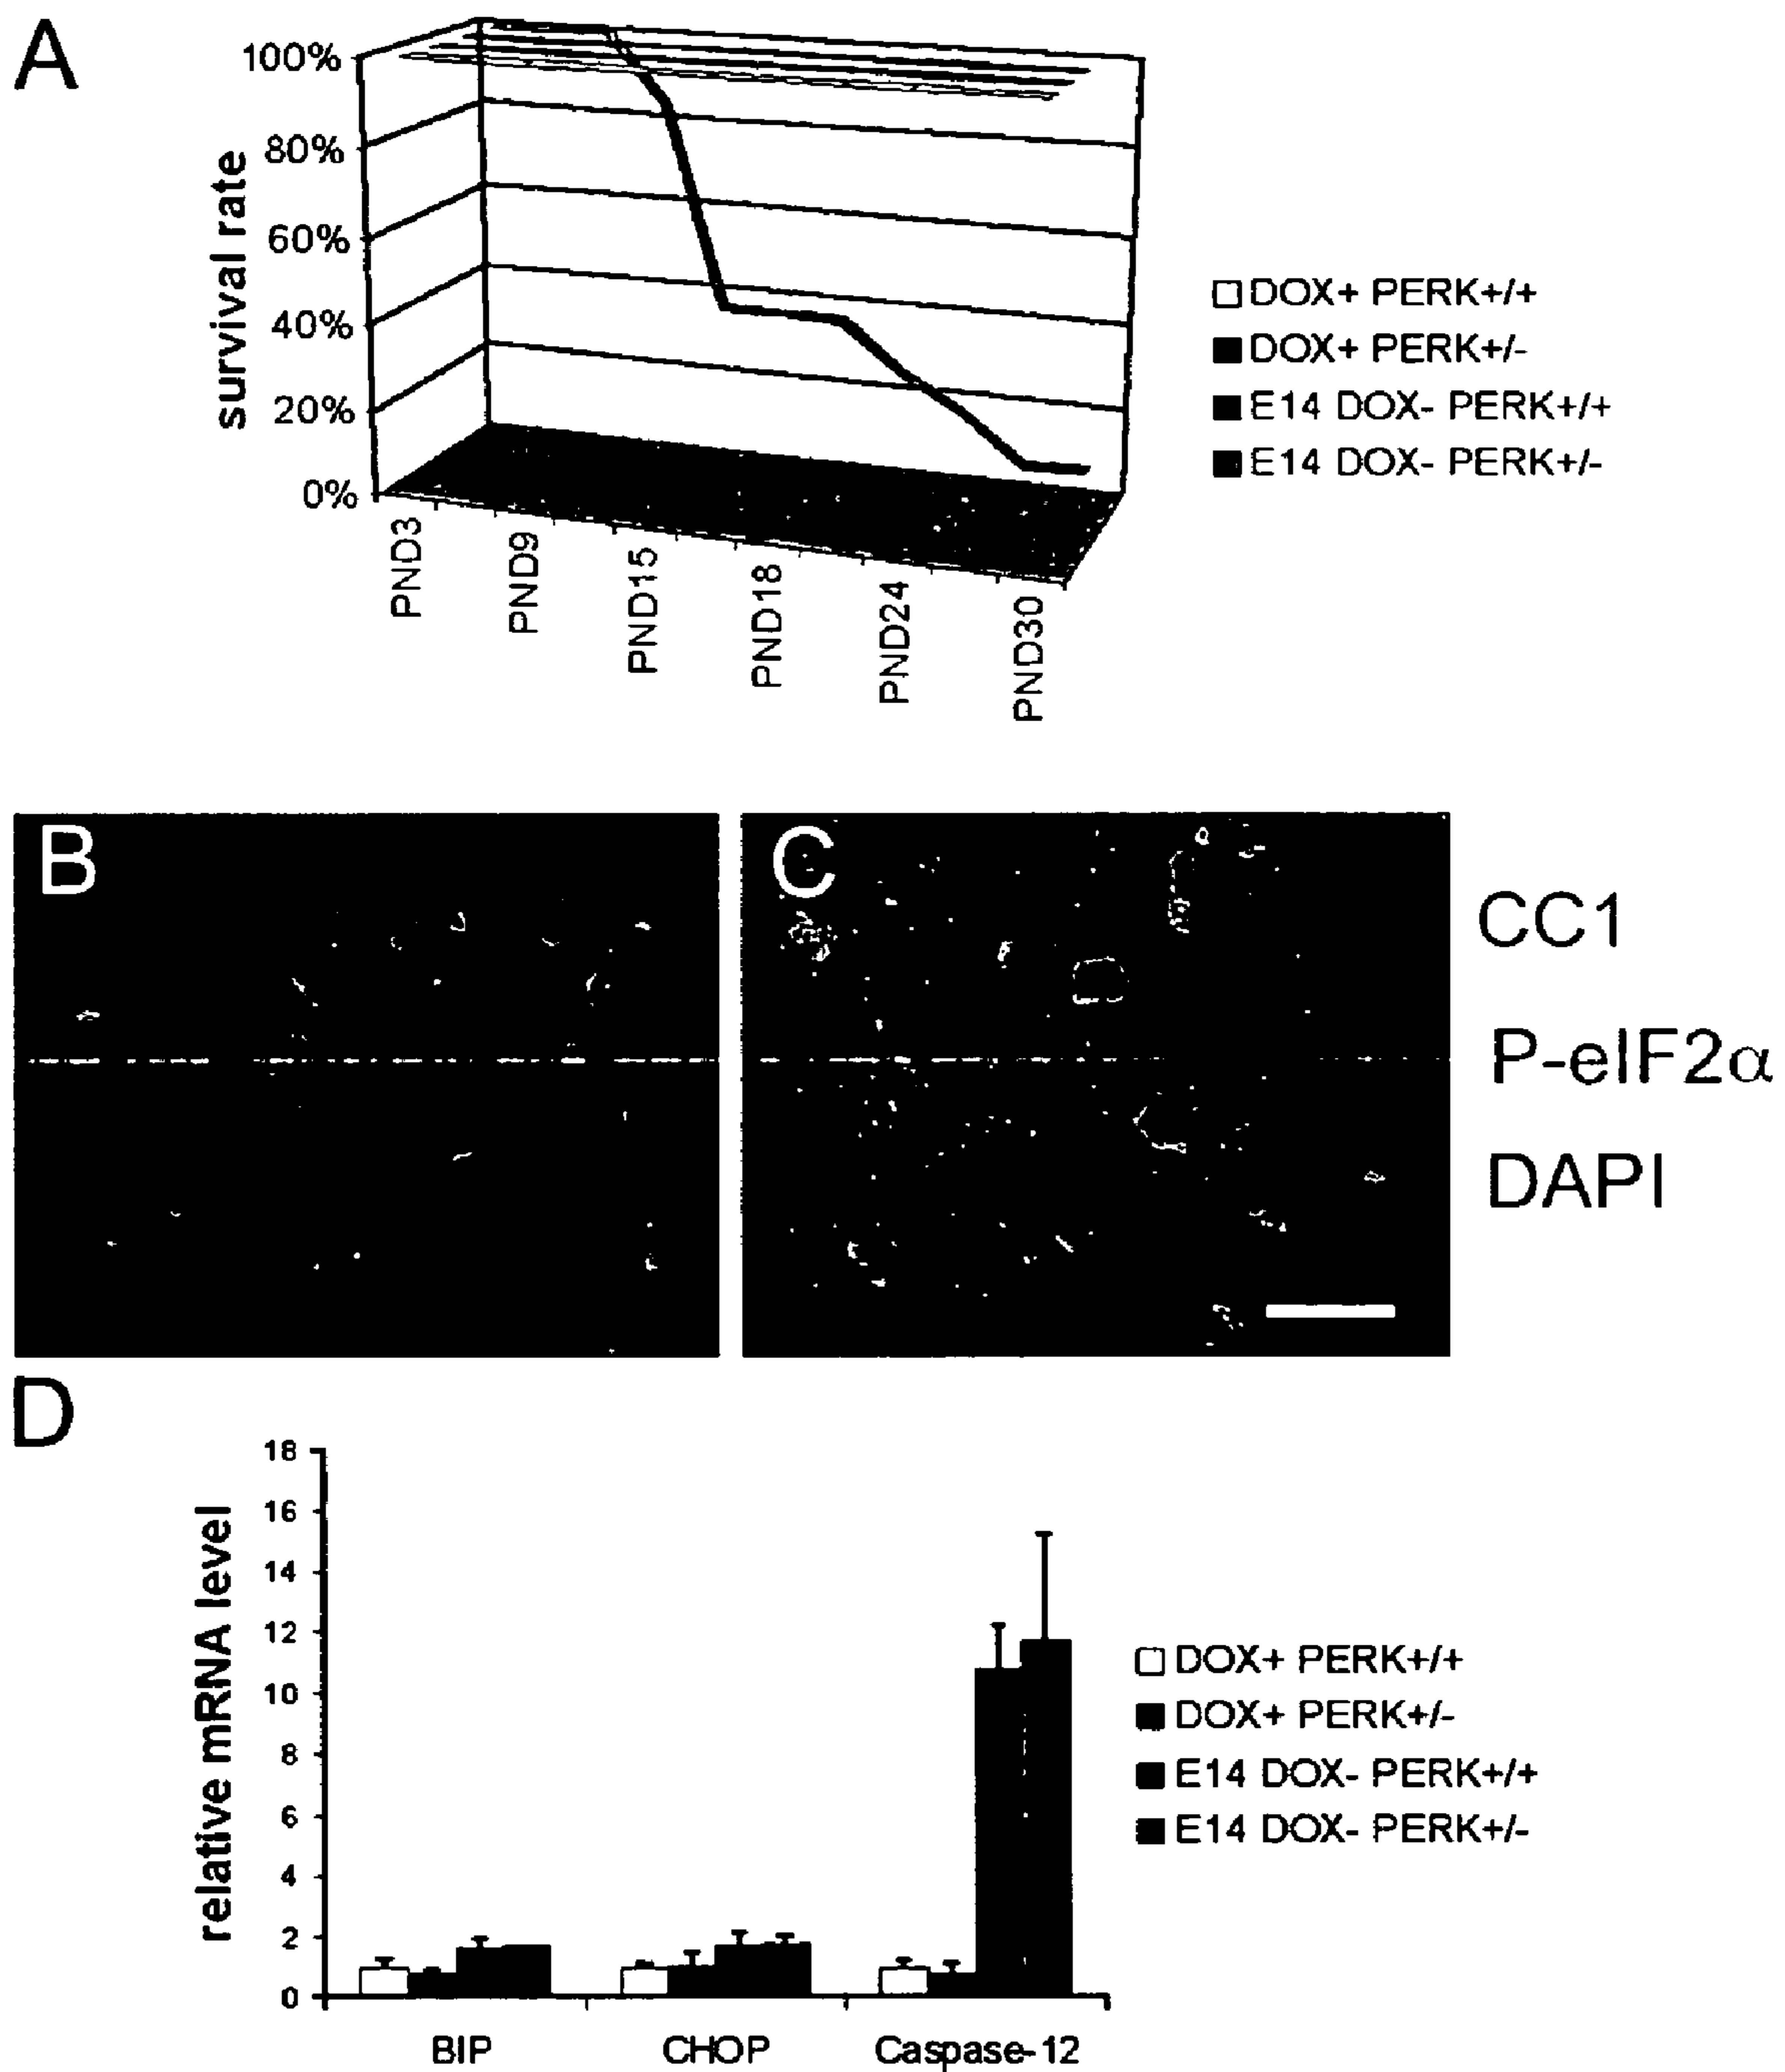 A
survival rate
100%
80%
60%
40%
20%
0%
PND3
PND9
PND15
PND18
PND24
PND30
DOX+ PERK+/+
DOX+ PERK+/-
E14 DOX- PERK+/+
E14 DOX- PERK+/-
B
C
CC1
P-eIF2α
DAPI
D
relative mRNA level
18
16
14
12
10
8
6
4
2
0
BIP
CHOP
Caspase-12
DOX+ PERK+/+
DOX+ PERK+/-
E14 DOX- PERK+/+
E14 DOX- PERK+/-